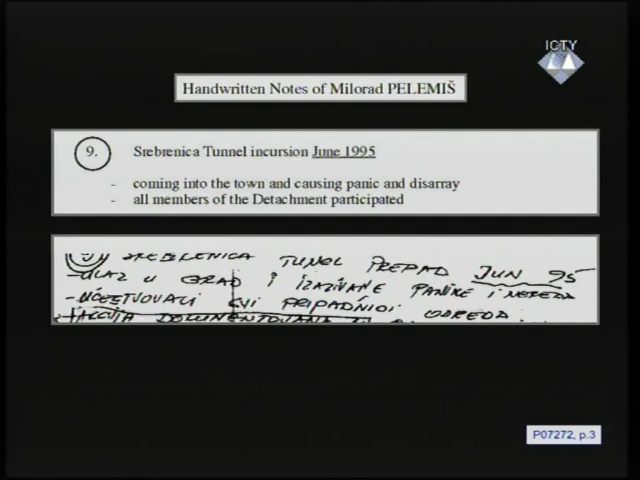 ICTY
Handwritten Notes of Milorad PELEMIŠ
9. Srebrenica Tunnel incursion June 1995
- coming into the town and causing panic and disarray
- all members of the Detachment participated
SREBRENICA TUNEL PREPAD JUN 95
-ULAZ U GRAD I IZAZIVANJE PANIKE I NEREDA
-UČESTVOVALI SVI PRIPADNICI ODREDA
DOKUMENTOVANA
P07272, p.3